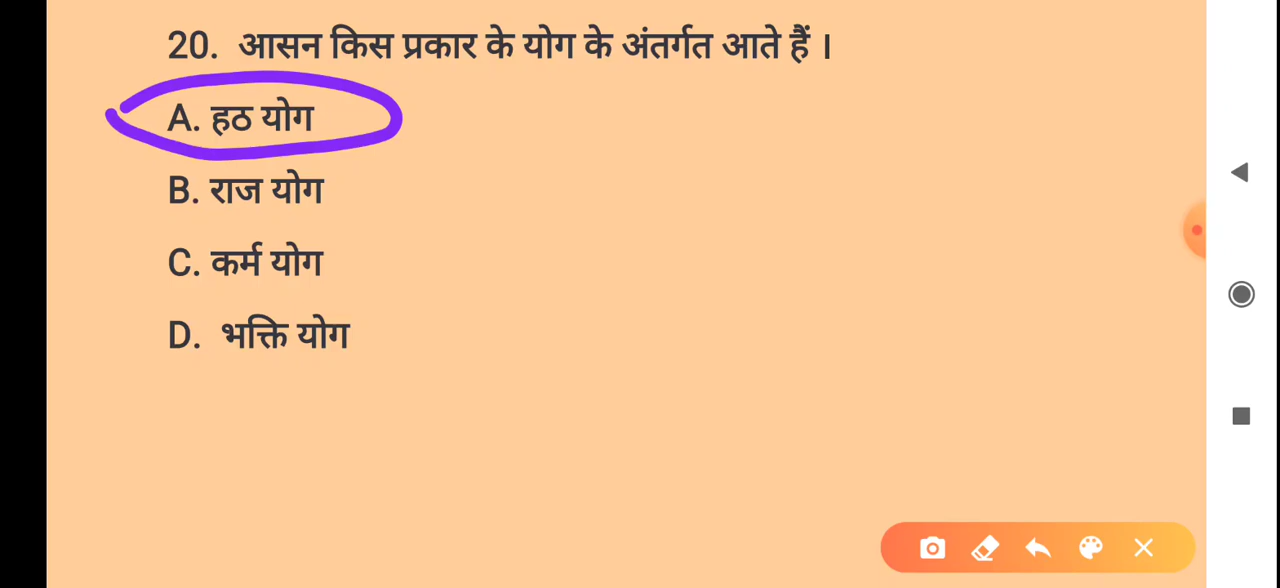 20. आसन किस प्रकार के योग के अंतर्गत आते हैं ।
A. हठ योग
B. राज योग
C. कर्म योग
D. भक्ति योग